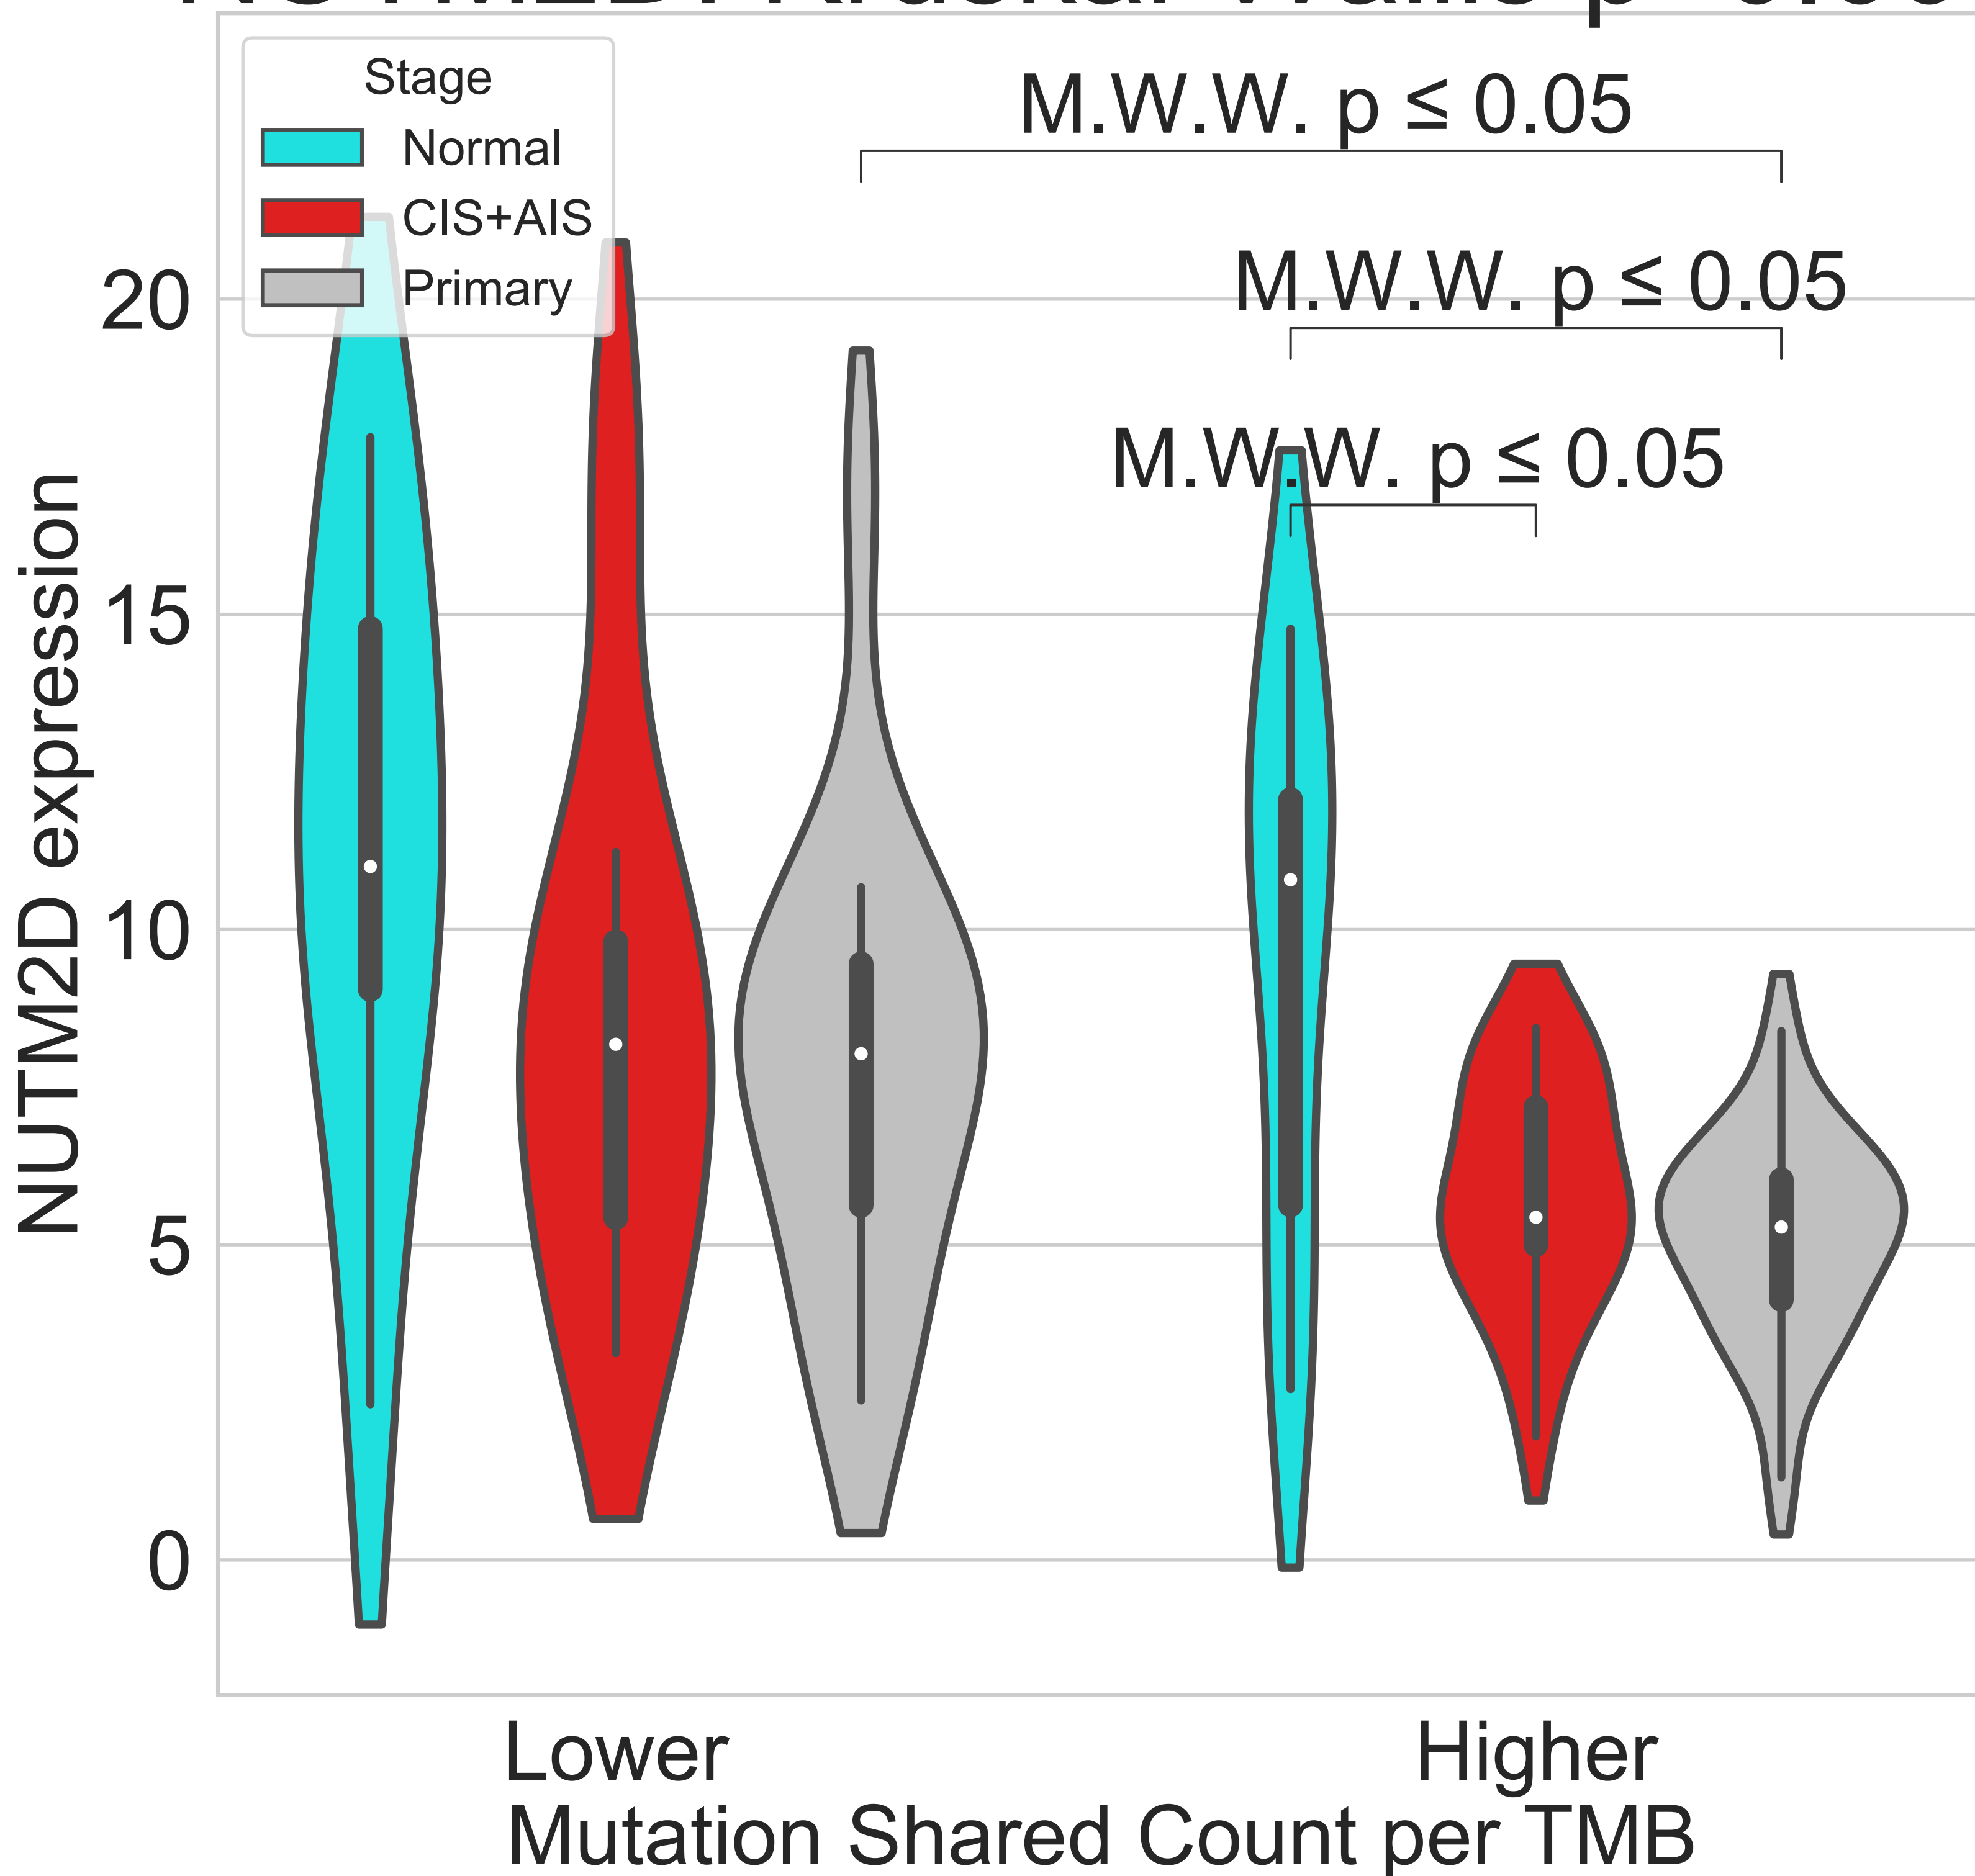 Stage
Normal
CIS+AIS
Primary
M.W.W. p ≤ 0.05
M.W.W. p ≤ 0.05
M.W.W. p ≤ 0.05
NUTM2D expression
20
15
10
5
0
Lower
Higher
Mutation Shared Count per TMB